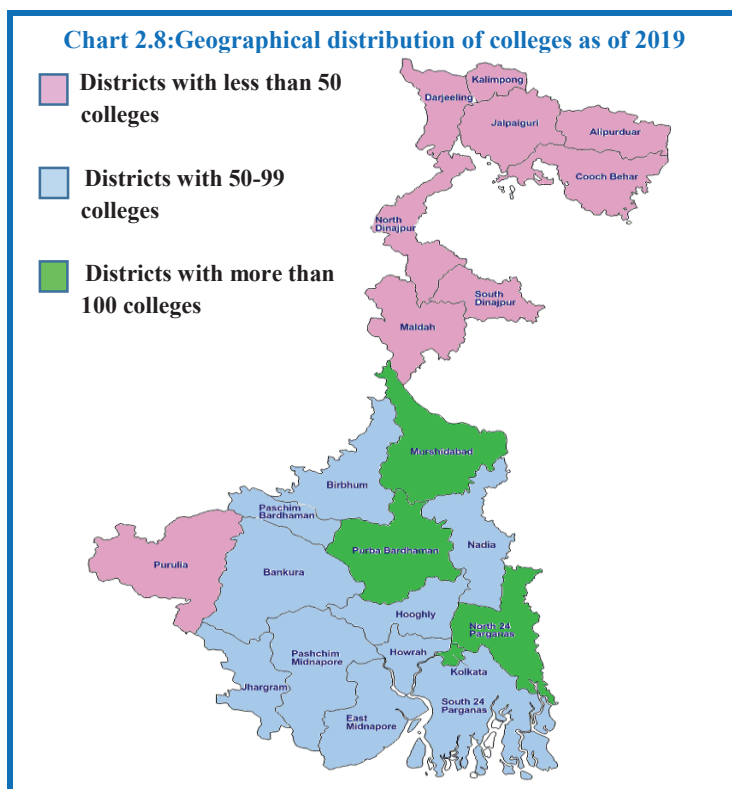 Chart 2.8:Geographical distribution of colleges as of 2019
Districts with less than 50
colleges
Districts with 50-99
colleges
Districts with more than
100 colleges
Kalimpong
Darjeeling
Jalpaiguri
Alipurduar
Cooch Behar
North
Dinajpur
South
Dinajpur
Maldah
Murshidabad
Birbhum
Paschim
Bardhaman
Purba Bardhaman
Nadia
Purulia
Bankura
Hooghly
North 24
Parganas
Pashchim
Midnapore
Howrah
Kolkata
Jhargram
South 24
Parganas
East
Midnapore